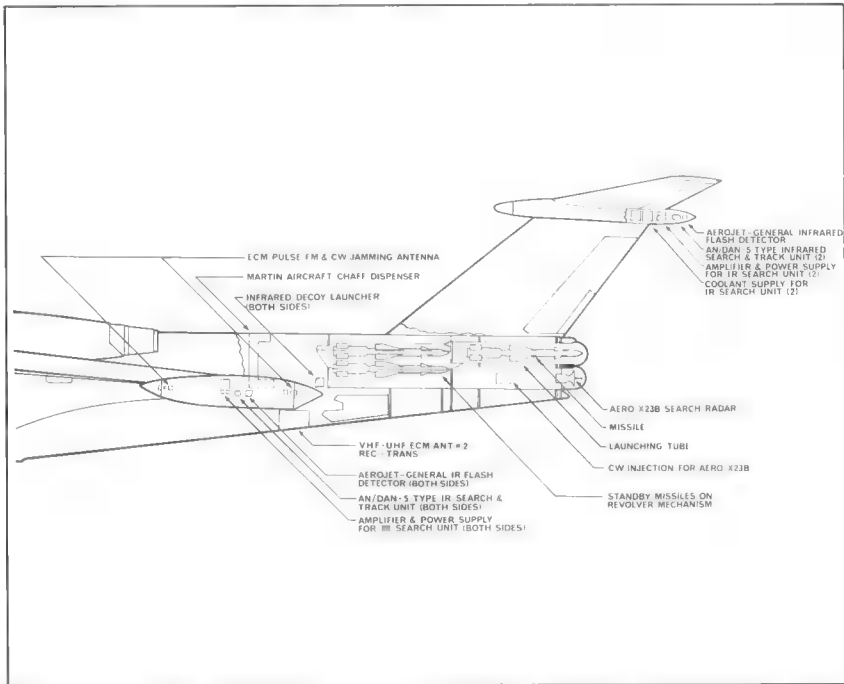 ECM PULSE FM & CW JAMMING ANTENNA
MARTIN AIRCRAFT CHAFF DISPENSER
INFRARED DECOY LAUNCHER
(BOTH SIDES)
AEROJET-GENERAL INFRARED
FLASH DETECTOR
AN/DAN-5 TYPE INFRARED
SEARCH & TRACK UNIT (2)
AMPLIFIER & POWER SUPPLY
FOR IR SEARCH UNIT (2)
COOLANT SUPPLY FOR
IR SEARCH UNIT (2)
AERO X23B SEARCH RADAR
MISSILE
LAUNCHING TUBE
CW INJECTION FOR AERO X23B
STANDBY MISSILES ON
REVOLVER MECHANISM
VHF-UHF ECM ANT #2
REC - TRANS
AEROJET-GENERAL IR FLASH
DETECTOR (BOTH SIDES)
AN/DAN-5 TYPE IR SEARCH &
TRACK UNIT (BOTH SIDES)
AMPLIFIER & POWER SUPPLY
FOR SEARCH UNIT (BOTH SIDES)